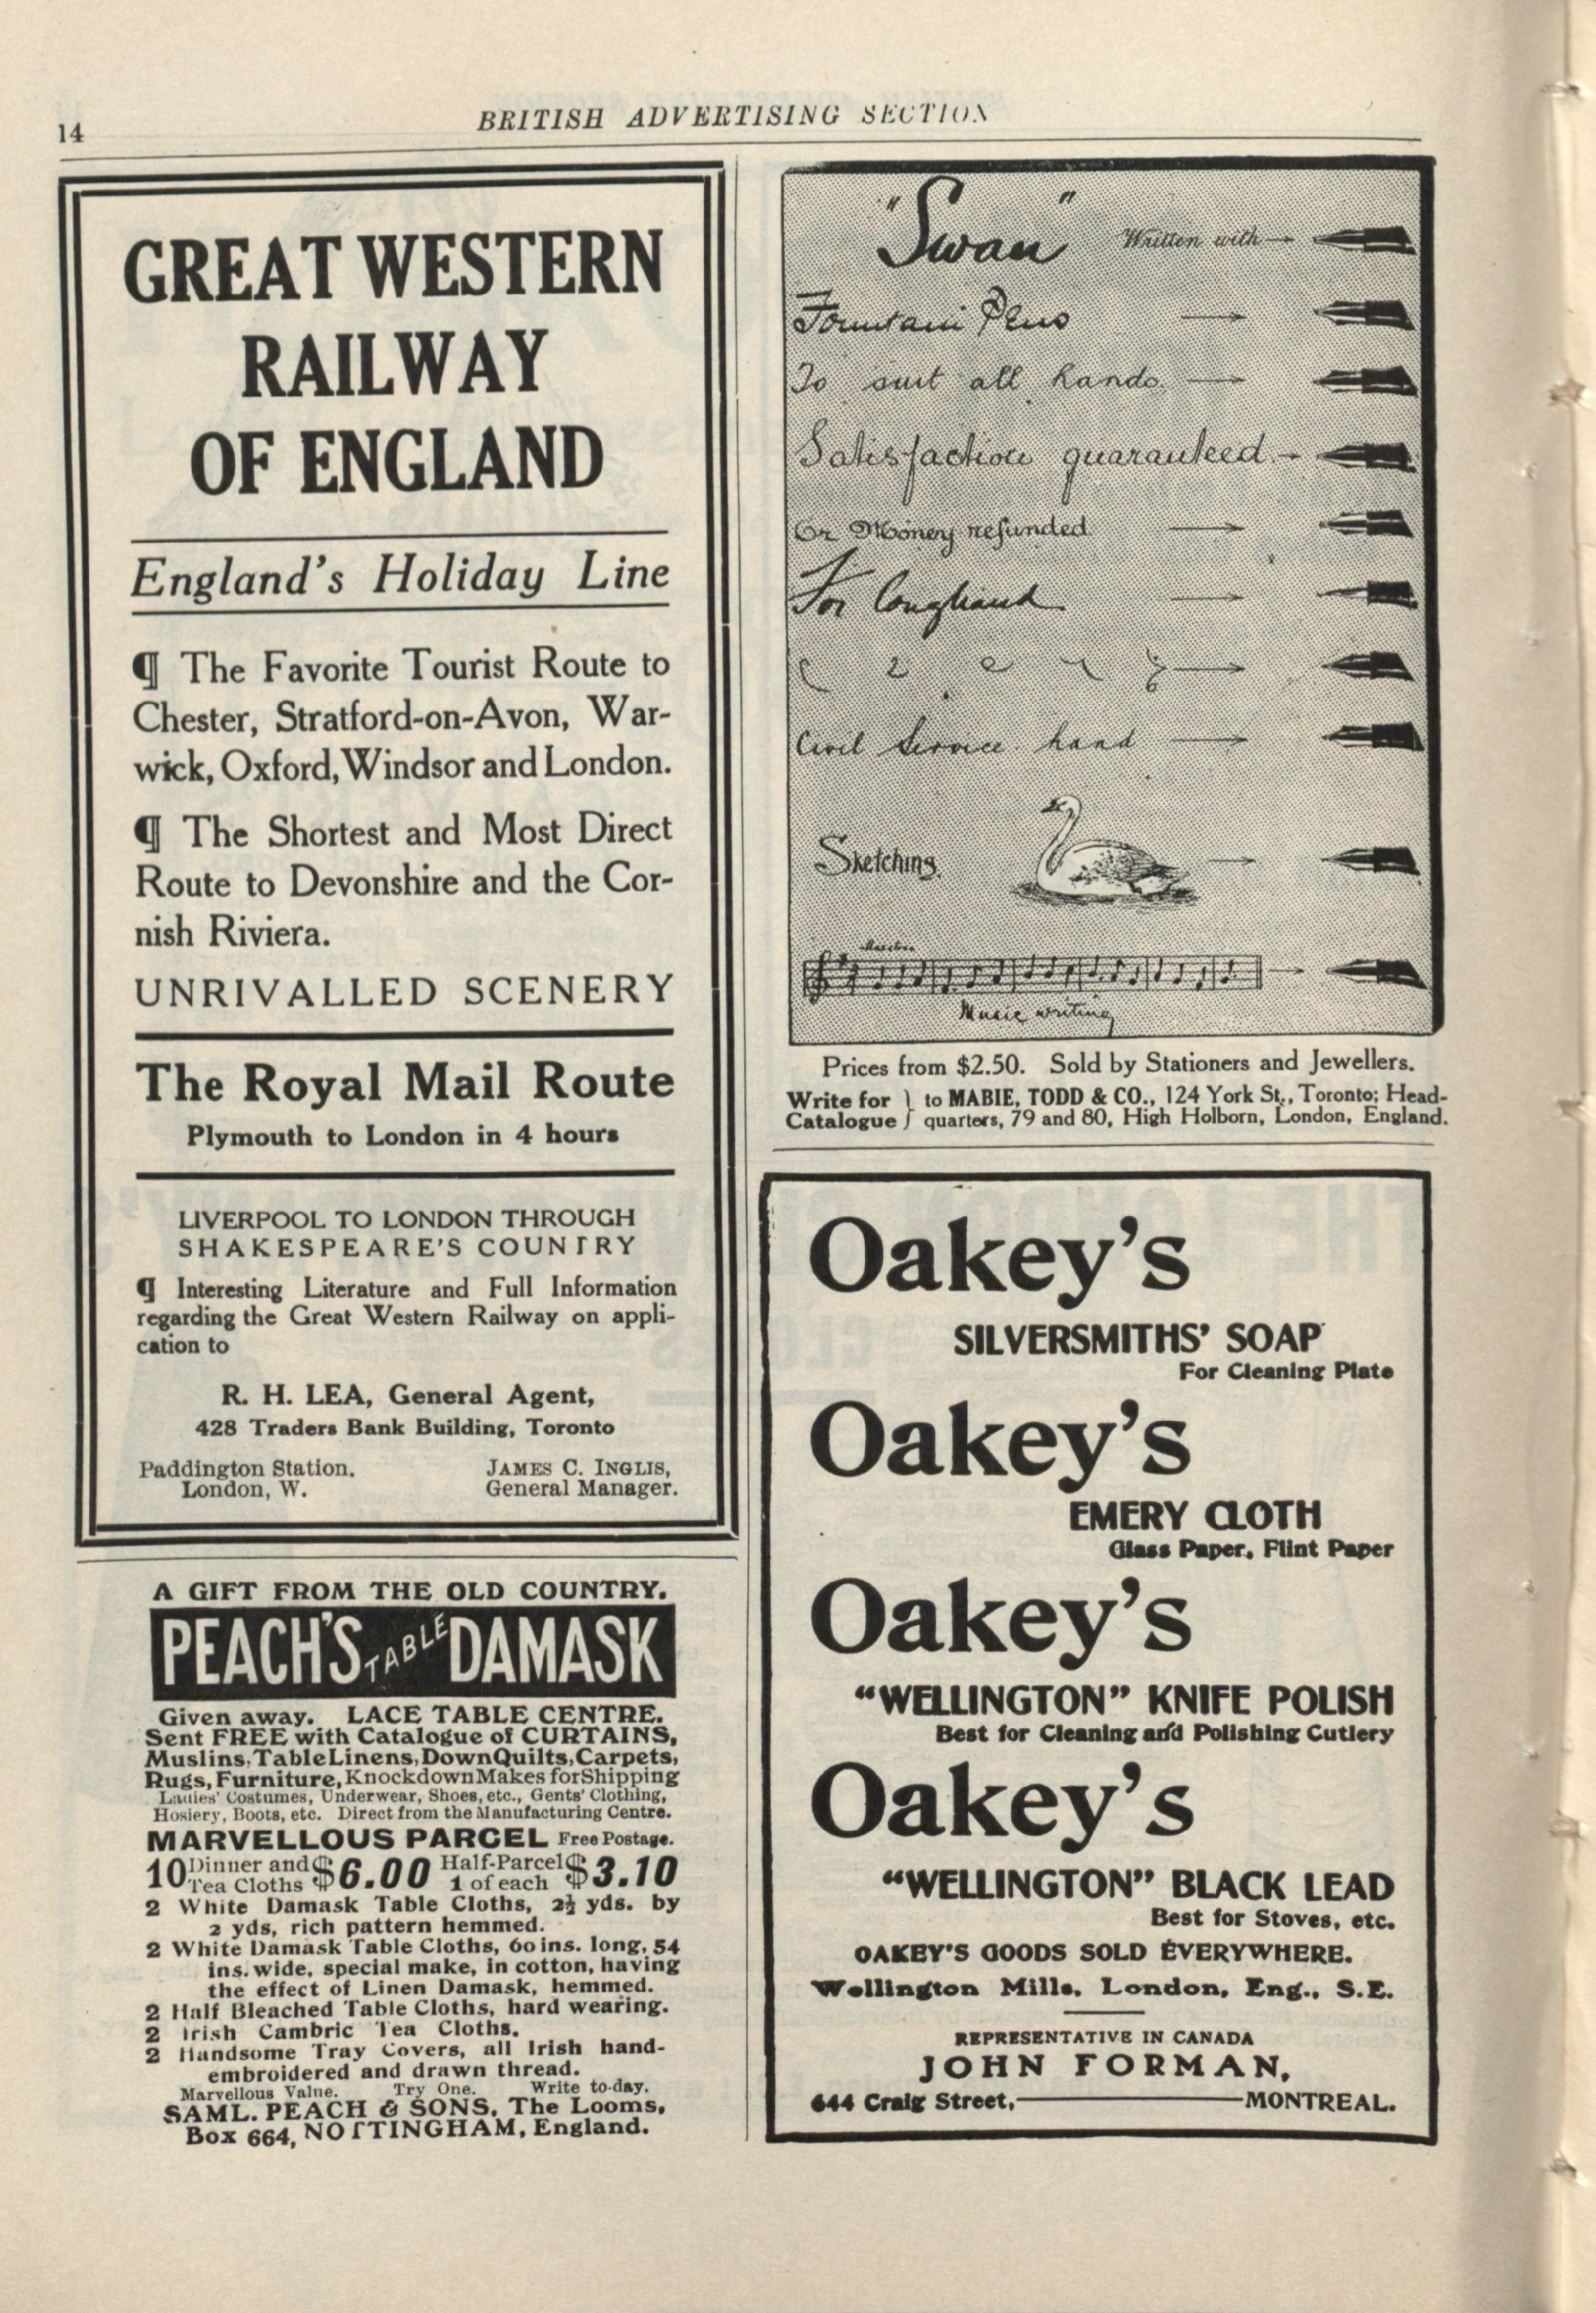 14
BRITISH ADVERTISING SECTION
GREAT WESTERN
RAILWAY
OF ENGLAND
England's Holiday Line
¶ The Favorite Tourist Route to
Chester, Stratford-on-Avon, War-
wick, Oxford, Windsor and London.
¶ The Shortest and Most Direct
Route to Devonshire and the Cor-
nish Riviera.
UNRIVALLED SCENERY
The Royal Mail Route
Plymouth to London in 4 hours
LIVERPOOL TO LONDON THROUGH
SHAKESPEARE'S COUNTRY
¶ Interesting Literature and Full Information
regarding the Great Western Railway on appli-
cation to
R. H. LEA, General Agent,
428 Traders Bank Building, Toronto
Paddington Station, JAMES C. INGLIS,
London, W. General Manager.
A GIFT FROM THE OLD COUNTRY.
PEACH'S TABLE DAMASK
Given away. LACE TABLE CENTRE.
Sent FREE with Catalogue of CURTAINS,
Muslins, Table Linens, Down Quilts, Carpets,
Rugs, Furniture, Knockdown Makes for Shipping
Ladies' Costumes, Underwear, Shoes, etc., Gents' Clothing,
Hosiery, Boots, etc. Direct from the Manufacturing Centre.
MARVELLOUS PARCEL Free Postage.
10 Dinner and Tea Cloths $6.00 Half-Parcel 1 of each $3.10
2 White Damask Table Cloths, 2½ yds. by
2 yds, rich pattern hemmed.
2 White Damask Table Cloths, 60 ins. long, 54
ins. wide, special make, in cotton, having
the effect of Linen Damask, hemmed.
2 Half Bleached Table Cloths, hard wearing.
2 Irish Cambric Tea Cloths.
2 Handsome Tray Covers, all Irish hand-
embroidered and drawn thread.
Marvellous Value. Try One. Write to-day.
SAML. PEACH & SONS, The Looms,
Box 664, NOTTINGHAM, England.
"Swan" Written with
Fountain Pens
To suit all hands.
Satisfaction guaranteed.
Or Money refunded
For longhand
Civil Service hand
Sketching.
Music writing
Prices from $2.50. Sold by Stationers and Jewellers.
Write for } to MABIE, TODD & CO., 124 York St., Toronto; Head-
Catalogue } quarters, 79 and 80, High Holborn, London, England.
Oakey's
SILVERSMITHS' SOAP
For Cleaning Plate
Oakey's
EMERY CLOTH
Glass Paper, Flint Paper
Oakey's
"WELLINGTON" KNIFE POLISH
Best for Cleaning and Polishing Cutlery
Oakey's
"WELLINGTON" BLACK LEAD
Best for Stoves, etc.
OAKEY'S GOODS SOLD EVERYWHERE.
Wellington Mills, London, Eng., S.E.
REPRESENTATIVE IN CANADA
JOHN FORMAN,
644 Craig Street, MONTREAL.